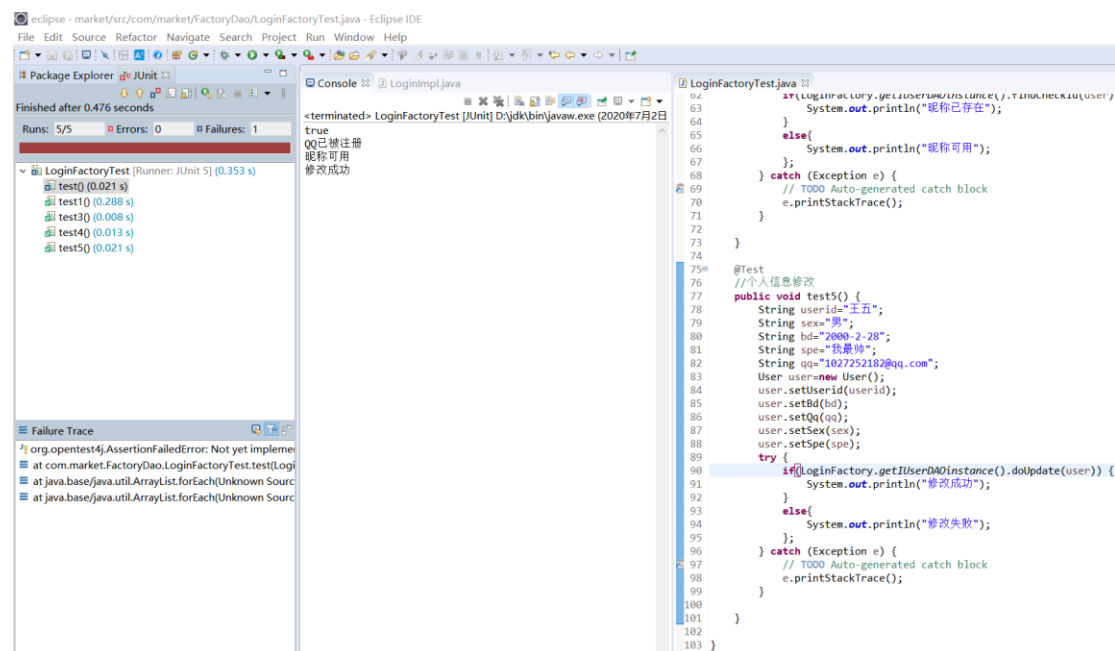 eclipse - market/src/com/market/FactoryDao/LoginFactoryTest.java - Eclipse IDE
File Edit Source Refactor Navigate Search Project Run Window Help
Package Explorer JUnit
Finished after 0.476 seconds
Runs: 5/5 Errors: 0 Failures: 1
LoginFactoryTest [Runner: JUnit 5] (0.353 s)
test() (0.021 s)
test1() (0.288 s)
test3() (0.008 s)
test4() (0.013 s)
test5() (0.021 s)
Failure Trace
org.opentest4j.AssertionFailedError: Not yet implemen
at com.market.FactoryDao.LoginFactoryTest.test(Logi
at java.base/java.util.ArrayList.forEach(Unknown Sourc
at java.base/java.util.ArrayList.forEach(Unknown Sourc
Console LoginImpl.java
<terminated> LoginFactoryTest [JUnit] D:\jdk\bin\javaw.exe (2020年7月2日
true
QQ已被注册
昵称可用
修改成功
LoginFactoryTest.java
62 if(LoginFactory.getIUserDAOinstance().findCheckid(user)
63 System.out.println("昵称已存在");
64 }
65 else{
66 System.out.println("昵称可用");
67 };
68 } catch (Exception e) {
69 // TODO Auto-generated catch block
70 e.printStackTrace();
71 }
72
73 }
74
75 @Test
76 //个人信息修改
77 public void test5() {
78 String userid="王五";
79 String sex="男";
80 String bd="2000-2-28";
81 String spe="我最帅";
82 String qq="1027252182@qq.com";
83 User user=new User();
84 user.setUserid(userid);
85 user.setBd(bd);
86 user.setQq(qq);
87 user.setSex(sex);
88 user.setSpe(spe);
89 try {
90 if(LoginFactory.getIUserDAOinstance().doUpdate(user)) {
91 System.out.println("修改成功");
92 }
93 else{
94 System.out.println("修改失败");
95 };
96 } catch (Exception e) {
97 // TODO Auto-generated catch block
98 e.printStackTrace();
99 }
100
101 }
102
103 }